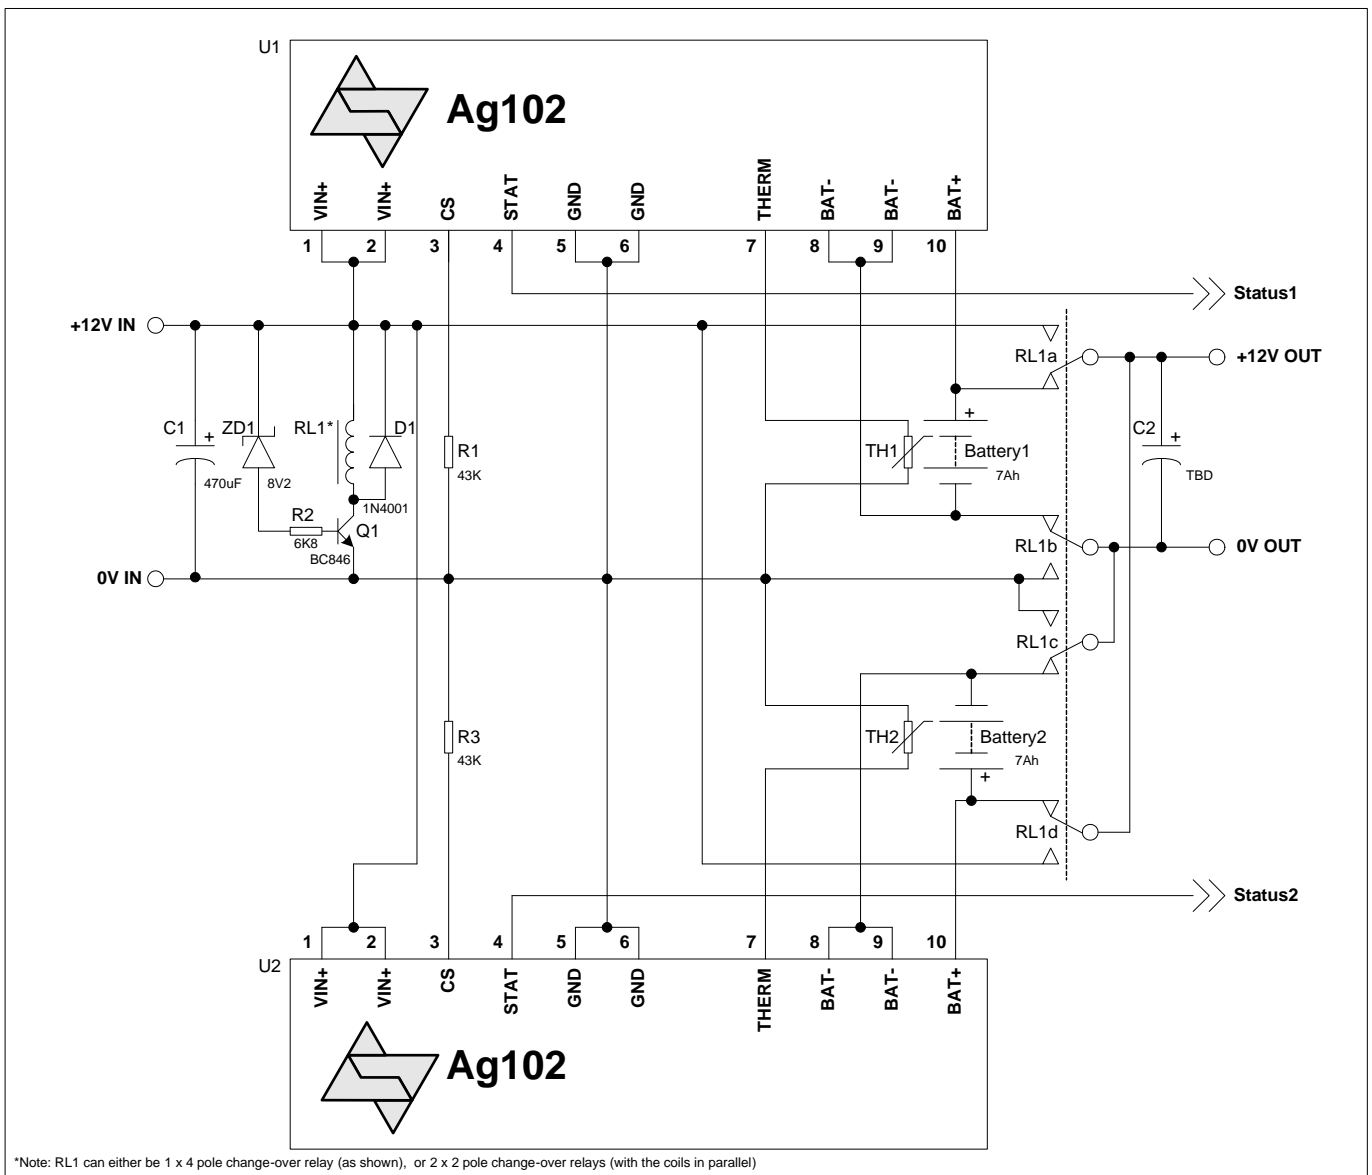 U1
Ag102
VIN+ VIN+ CS STAT GND GND THERM BAT- BAT- BAT+
1 2 3 4 5 6 7 8 9 10
Status1
+12V IN
RL1a
+12V OUT
C1 + ZD1 RL1* D1
R1
TH1 + Battery1
C2 +
470uF 8V2 1N4001 43K 7Ah TBD
R2
6K8
Q1
BC846
RL1b
0V OUT
0V IN
RL1c
R3
43K
TH2
Battery2
7Ah
+
RL1d
Status2
1 2 3 4 5 6 7 8 9 10
U2
VIN+ VIN+ CS STAT GND GND THERM BAT- BAT- BAT+
Ag102
*Note: RL1 can either be 1 x 4 pole change-over relay (as shown), or 2 x 2 pole change-over relays (with the coils in parallel)